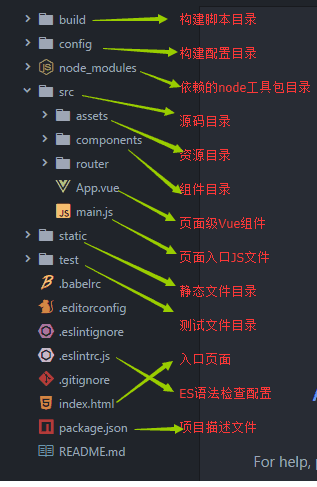 build 构建脚本目录
config 构建配置目录
node_modules 依赖的node工具包目录
src 源码目录
assets 资源目录
components 组件目录
router
App.vue 页面级Vue组件
main.js 页面入口JS文件
static 静态文件目录
test 测试文件目录
.babelrc
.editorconfig
.eslintignore 入口页面
.eslintrc.js ES语法检查配置
.gitignore
index.html
package.json 项目描述文件
README.md
For help,